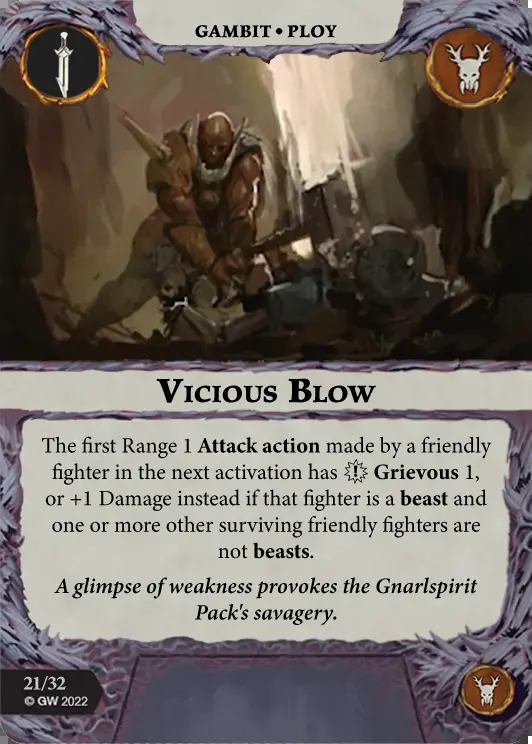 GAMBIT • PLOY
VICIOUS BLOW
The first Range 1 Attack action made by a friendly
fighter in the next activation has Grievous 1,
or +1 Damage instead if that fighter is a beast and
one or more other surviving friendly fighters are
not beasts.
A glimpse of weakness provokes the Gnarlspirit
Pack's savagery.
21/32
© GW 2022